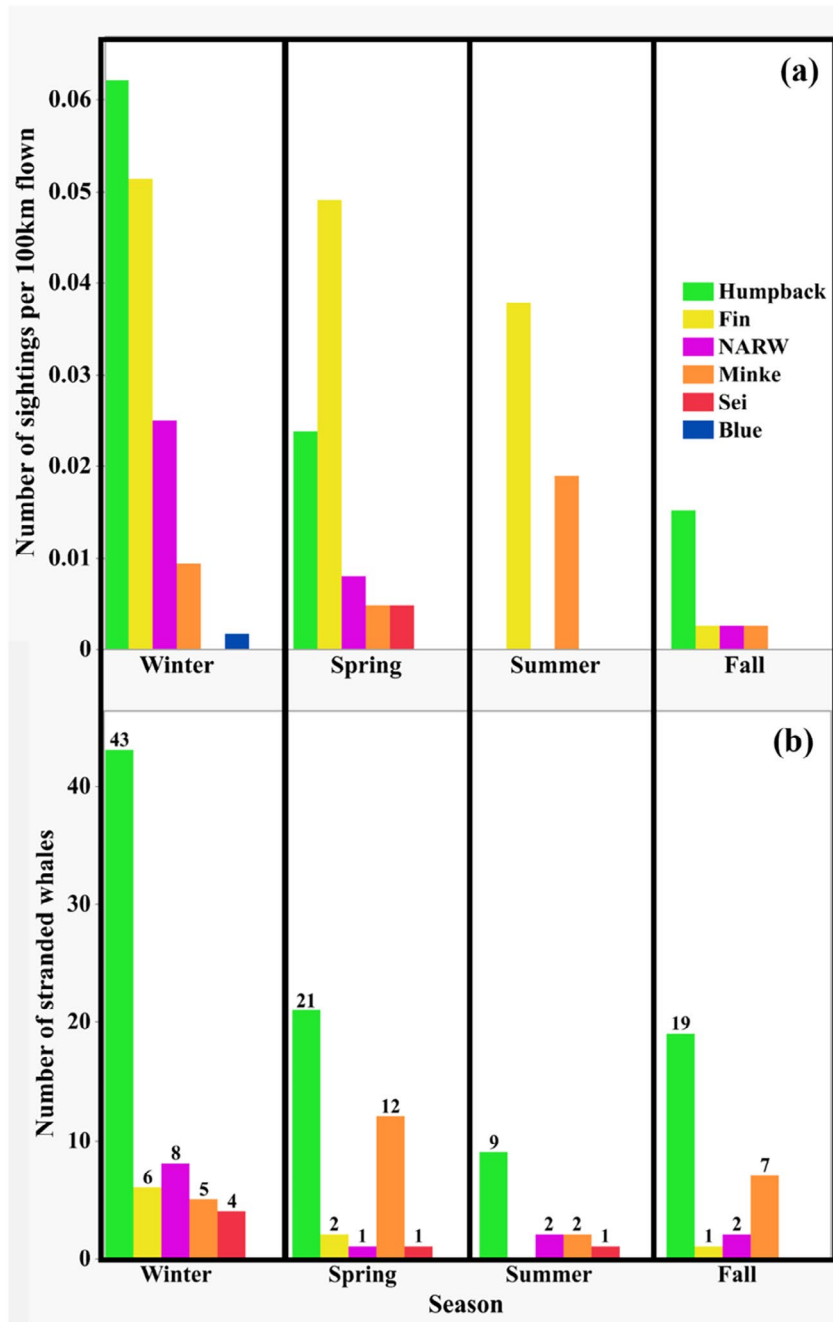 (a)
Number of sightings per 100km flown
0.06
0.05
0.04
0.03
0.02
0.01
0
Humpback
Fin
NARW
Minke
Sei
Blue
Winter Spring Summer Fall
(b)
Number of stranded whales
40
30
20
10
0
43
6
8
5
4
21
2
1
12
1
9
2
2
1
19
1
2
7
Winter Spring Summer Fall
Season